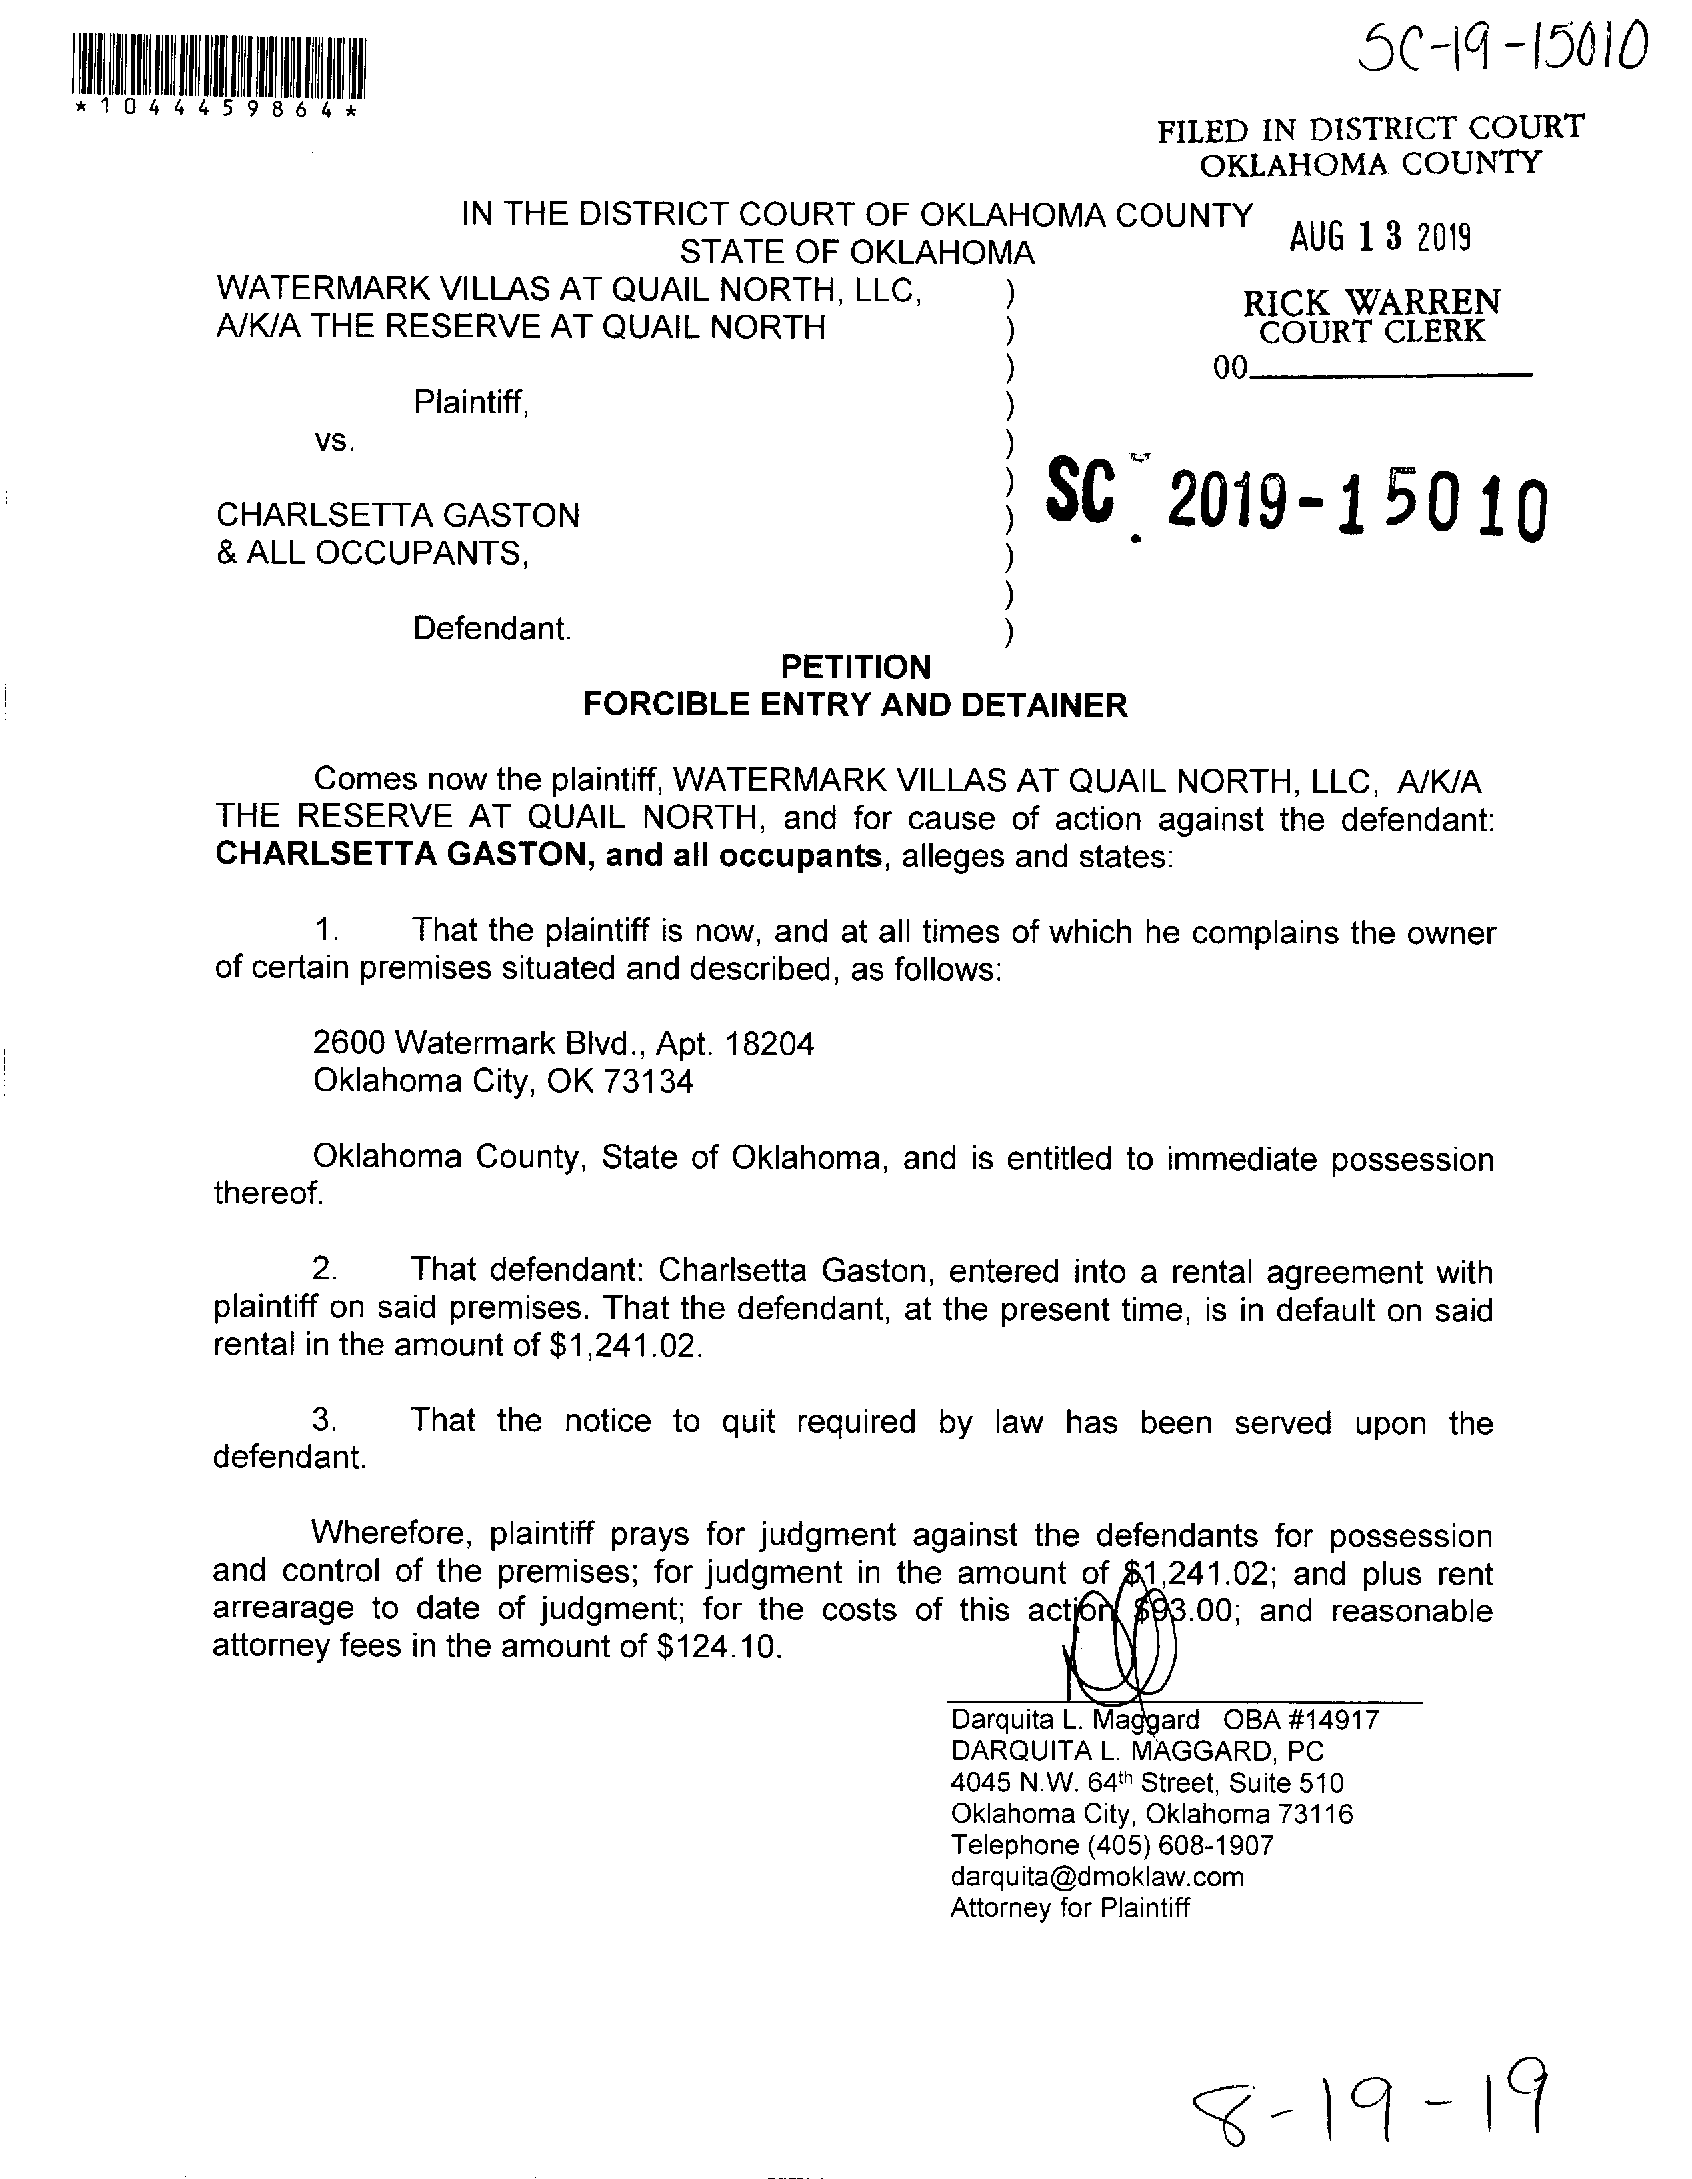 SC-19-15010
*1044459864*
FILED IN DISTRICT COURT
OKLAHOMA COUNTY
IN THE DISTRICT COURT OF OKLAHOMA COUNTY
STATE OF OKLAHOMA
AUG 13 2019
WATERMARK VILLAS AT QUAIL NORTH, LLC, )
A/K/A THE RESERVE AT QUAIL NORTH )
RICK WARREN
COURT CLERK
)
00
Plaintiff, )
vs. )
)
SC 2019-15010
CHARLSETTA GASTON )
& ALL OCCUPANTS, )
)
Defendant. )
PETITION
FORCIBLE ENTRY AND DETAINER
Comes now the plaintiff, WATERMARK VILLAS AT QUAIL NORTH, LLC, A/K/A
THE RESERVE AT QUAIL NORTH, and for cause of action against the defendant:
CHARLSETTA GASTON, and all occupants, alleges and states:
1. That the plaintiff is now, and at all times of which he complains the owner
of certain premises situated and described, as follows:
2600 Watermark Blvd., Apt. 18204
Oklahoma City, OK 73134
Oklahoma County, State of Oklahoma, and is entitled to immediate possession
thereof.
2. That defendant: Charlsetta Gaston, entered into a rental agreement with
plaintiff on said premises. That the defendant, at the present time, is in default on said
rental in the amount of $1,241.02.
3. That the notice to quit required by law has been served upon the
defendant.
Wherefore, plaintiff prays for judgment against the defendants for possession
and control of the premises; for judgment in the amount of $1,241.02; and plus rent
arrearage to date of judgment; for the costs of this action $93.00; and reasonable
attorney fees in the amount of $124.10.
Darquita L. Maggard OBA #14917
DARQUITA L. MAGGARD, PC
4045 N.W. 64th Street, Suite 510
Oklahoma City, Oklahoma 73116
Telephone (405) 608-1907
darquita@dmoklaw.com
Attorney for Plaintiff
8-19-19